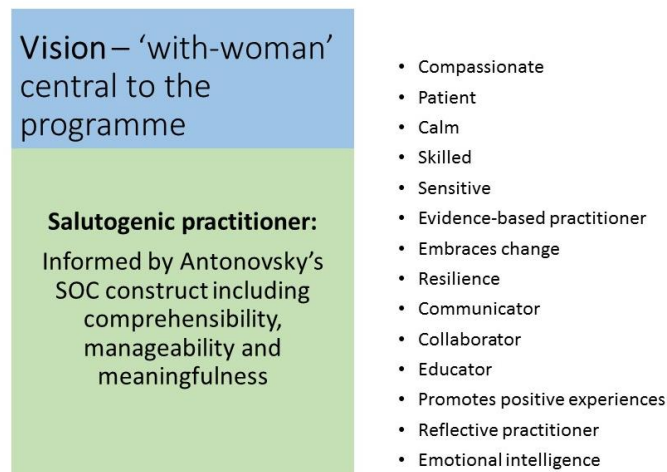 Vision – ‘with-woman’
central to the
programme
Salutogenic practitioner:
Informed by Antonovsky’s
SOC construct including
comprehensibility,
manageability and
meaningfulness
• Compassionate
• Patient
• Calm
• Skilled
• Sensitive
• Evidence-based practitioner
• Embraces change
• Resilience
• Communicator
• Collaborator
• Educator
• Promotes positive experiences
• Reflective practitioner
• Emotional intelligence